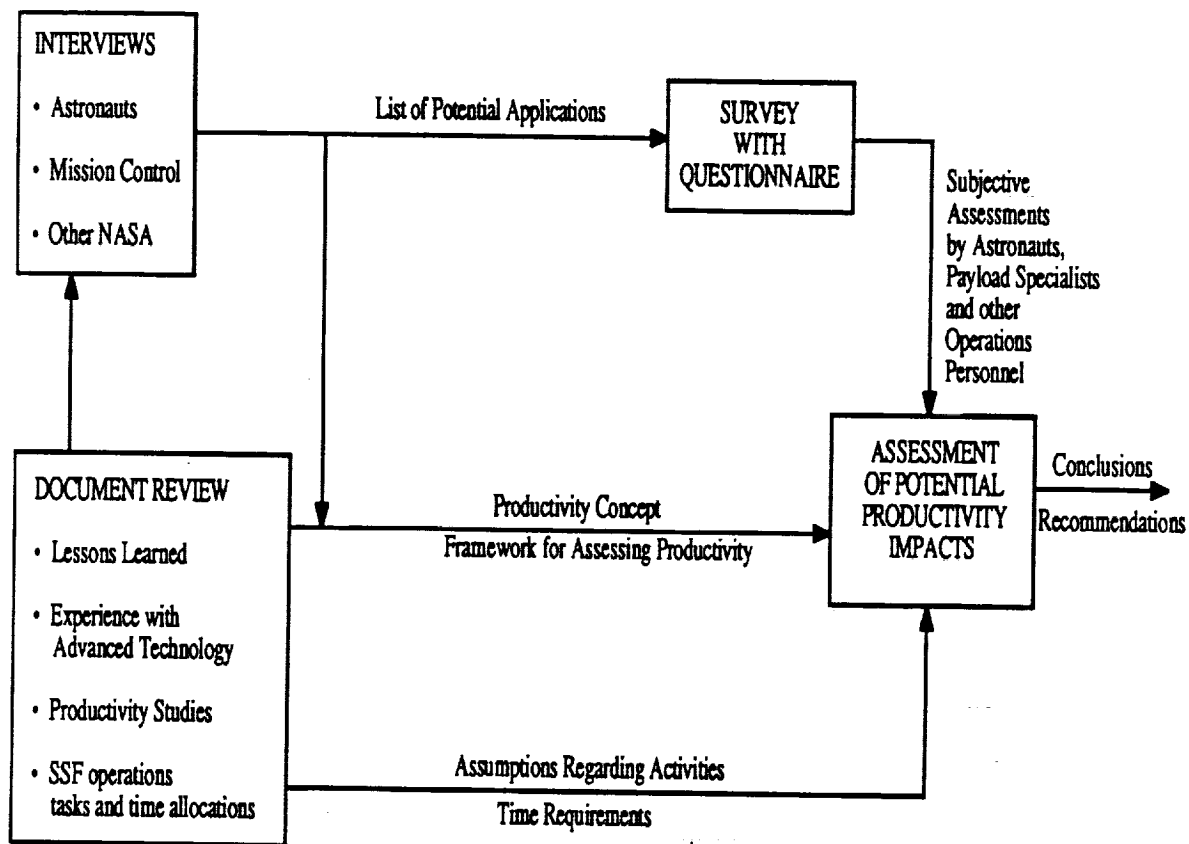 INTERVIEWS
• Astronauts
• Mission Control
• Other NASA
List of Potential Applications
SURVEY
WITH
QUESTIONNAIRE
Subjective
Assessments
by Astronauts,
Payload Specialists
and other
Operations
Personnel
DOCUMENT REVIEW
• Lessons Learned
• Experience with
Advanced Technology
• Productivity Studies
• SSF operations
tasks and time allocations
Productivity Concept
Framework for Assessing Productivity
ASSESSMENT
OF POTENTIAL
PRODUCTIVITY
IMPACTS
Conclusions
Recommendations
Assumptions Regarding Activities
Time Requirements